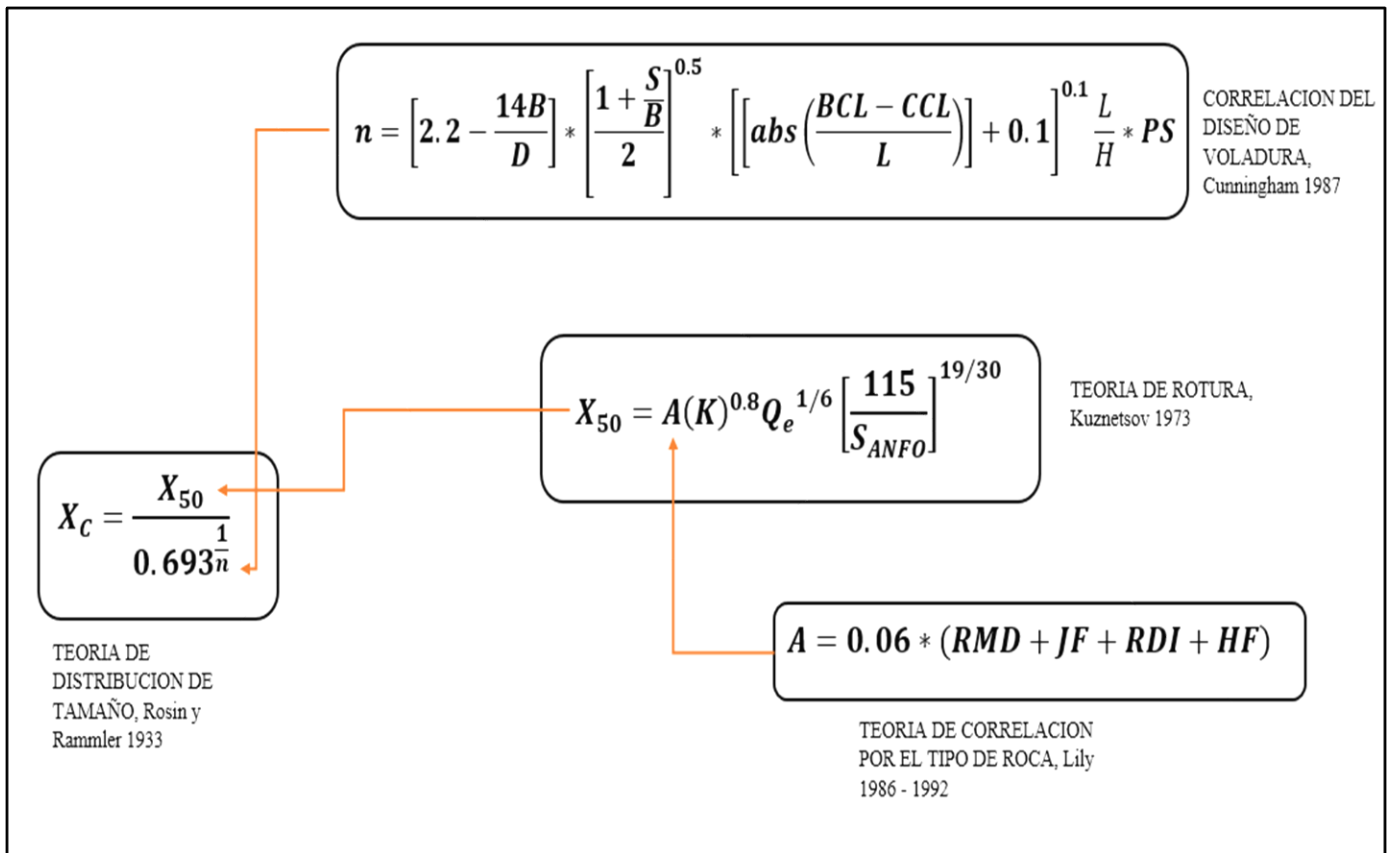 n = [2.2 − 14B/D] * [(1 + S/B)/2]^0.5 * [[abs((BCL − CCL)/L)] + 0.1]^0.1 L/H * PS
CORRELACION DEL
DISEÑO DE
VOLADURA,
Cunningham 1987
X₅₀ = A(K)^0.8 Qₑ^1/6 [115/S_ANFO]^19/30
TEORIA DE ROTURA,
Kuznetsov 1973
X_C = X₅₀/0.693^(1/n)
TEORIA DE
DISTRIBUCION DE
TAMAÑO, Rosin y
Rammler 1933
A = 0.06 * (RMD + JF + RDI + HF)
TEORIA DE CORRELACION
POR EL TIPO DE ROCA, Lily
1986 - 1992